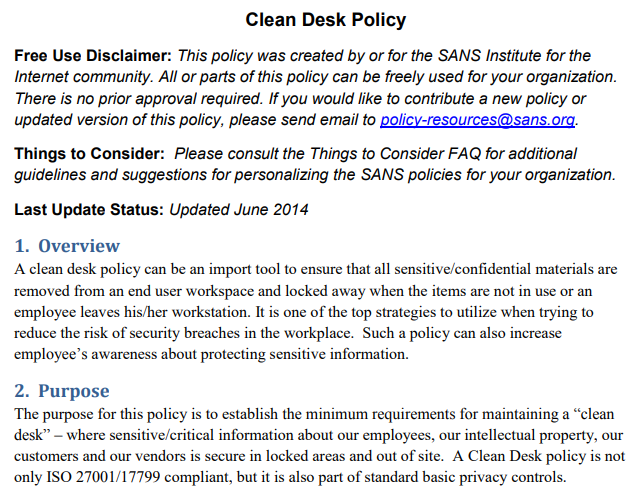 Clean Desk Policy
Free Use Disclaimer: This policy was created by or for the SANS Institute for the
Internet community. All or parts of this policy can be freely used for your organization.
There is no prior approval required. If you would like to contribute a new policy or
updated version of this policy, please send email to policy-resources@sans.org.
Things to Consider: Please consult the Things to Consider FAQ for additional
guidelines and suggestions for personalizing the SANS policies for your organization.
Last Update Status: Updated June 2014
1. Overview
A clean desk policy can be an import tool to ensure that all sensitive/confidential materials are
removed from an end user workspace and locked away when the items are not in use or an
employee leaves his/her workstation. It is one of the top strategies to utilize when trying to
reduce the risk of security breaches in the workplace. Such a policy can also increase
employee’s awareness about protecting sensitive information.
2. Purpose
The purpose for this policy is to establish the minimum requirements for maintaining a “clean
desk” – where sensitive/critical information about our employees, our intellectual property, our
customers and our vendors is secure in locked areas and out of site. A Clean Desk policy is not
only ISO 27001/17799 compliant, but it is also part of standard basic privacy controls.